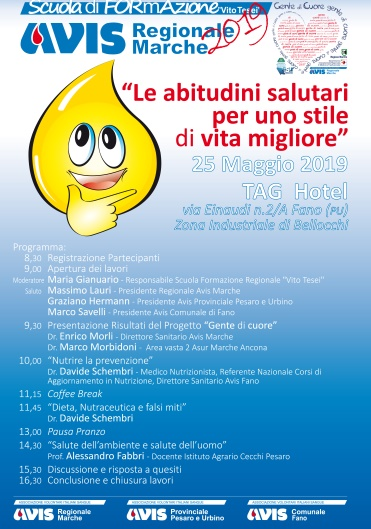 Scuola di FORmAzione "Vito Tesei"
2019
Gente di Cuore gente di
AVIS Regionale
Marche
"Le abitudini salutari
per uno stile
di vita migliore"
25 Maggio 2019
TAG Hotel
via Einaudi n.2/A Fano (PU)
Zona Industriale di Bellocchi
Programma:
8,30 Registrazione Partecipanti
9,00 Apertura dei lavori
Moderatore Maria Gianuario - Responsabile Scuola Formazione Regionale "Vito Tesei"
Saluto Massimo Lauri - Presidente Regionale Avis Marche
Graziano Hermann - Presidente Avis Provinciale Pesaro e Urbino
Marco Savelli - Presidente Avis Comunale di Fano
9,30 Presentazione Risultati del Progetto "Gente di cuore"
Dr. Enrico Morli - Direttore Sanitario Avis Marche
Dr. Marco Morbidoni - Area vasta 2 Asur Marche Ancona
10,00 "Nutrire la prevenzione"
Dr. Davide Schembri - Medico Nutrizionista, Referente Nazionale Corsi di
Aggiornamento in Nutrizione, Direttore Sanitario Avis Fano
11,15 Coffee Break
11,45 "Dieta, Nutraceutica e falsi miti"
Dr. Davide Schembri
13,00 Pausa Pranzo
14,30 "Salute dell'ambiente e salute dell'uomo"
Prof. Alessandro Fabbri - Docente Istituto Agrario Cecchi Pesaro
15,30 Discussione e risposta a quesiti
16,30 Conclusione e chiusura lavori
ASSOCIAZIONE VOLONTARI ITALIANI SANGUE
AVIS Regionale
Marche
ASSOCIAZIONE VOLONTARI ITALIANI SANGUE
AVIS Provinciale
Pesaro e Urbino
ASSOCIAZIONE VOLONTARI ITALIANI SANGUE
AVIS Comunale
Fano